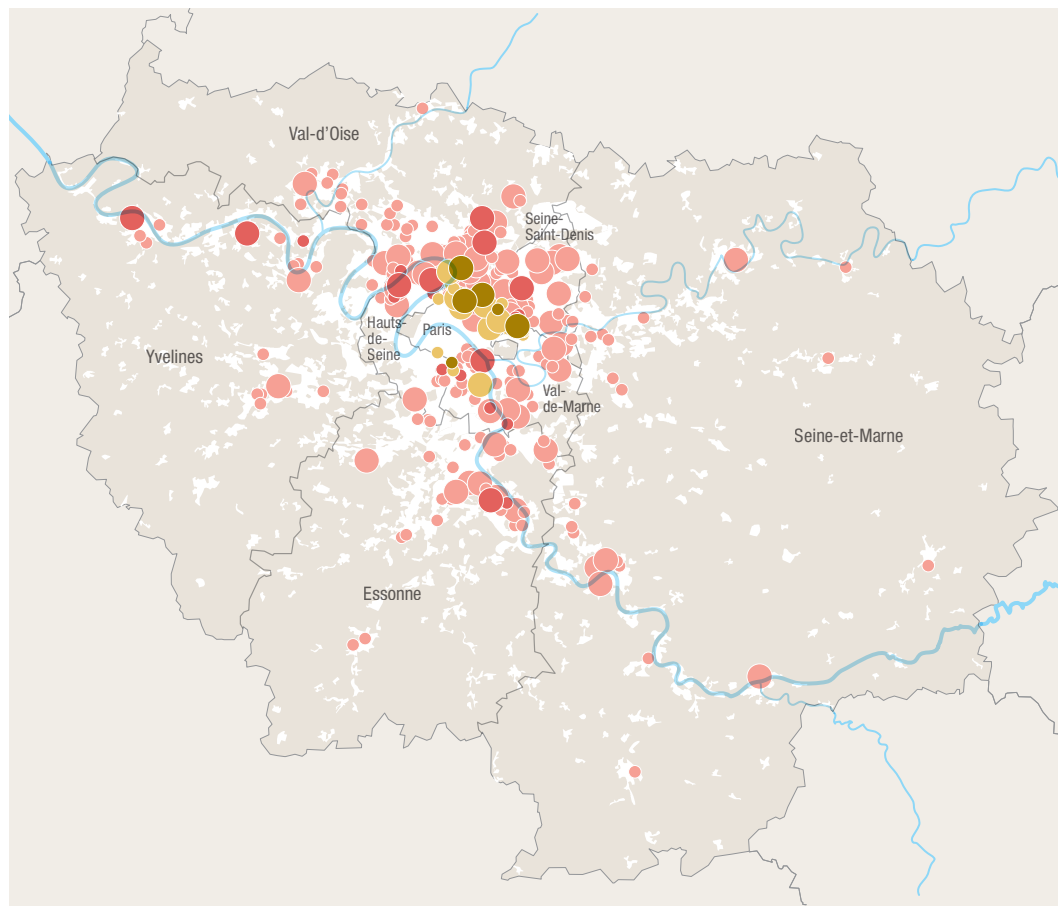 Val-d’Oise
Seine-
Saint-Denis
Hauts-
de-
Seine
Paris
Yvelines
Val-
de-Marne
Seine-et-Marne
Essonne